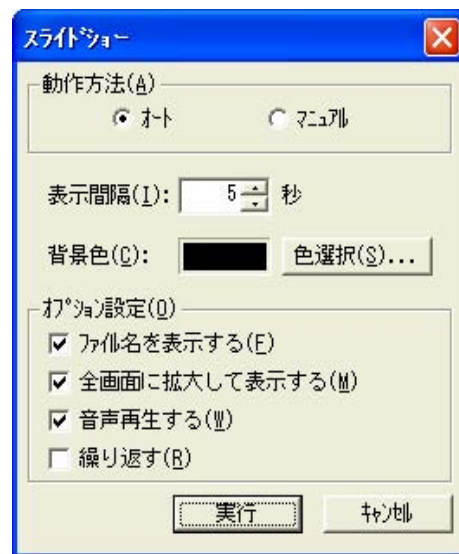 ｽﾗｲﾄﾞｼｮｰ
動作方法(A)
ｵｰﾄ ﾏﾆｭｱﾙ
表示間隔(I): 5 秒
背景色(C): 色選択(S)...
ｵﾌﾟｼｮﾝ設定(O)
ﾌｧｲﾙ名を表示する(F)
全画面に拡大して表示する(M)
音声再生する(W)
繰り返す(R)
実行 ｷｬﾝｾﾙ